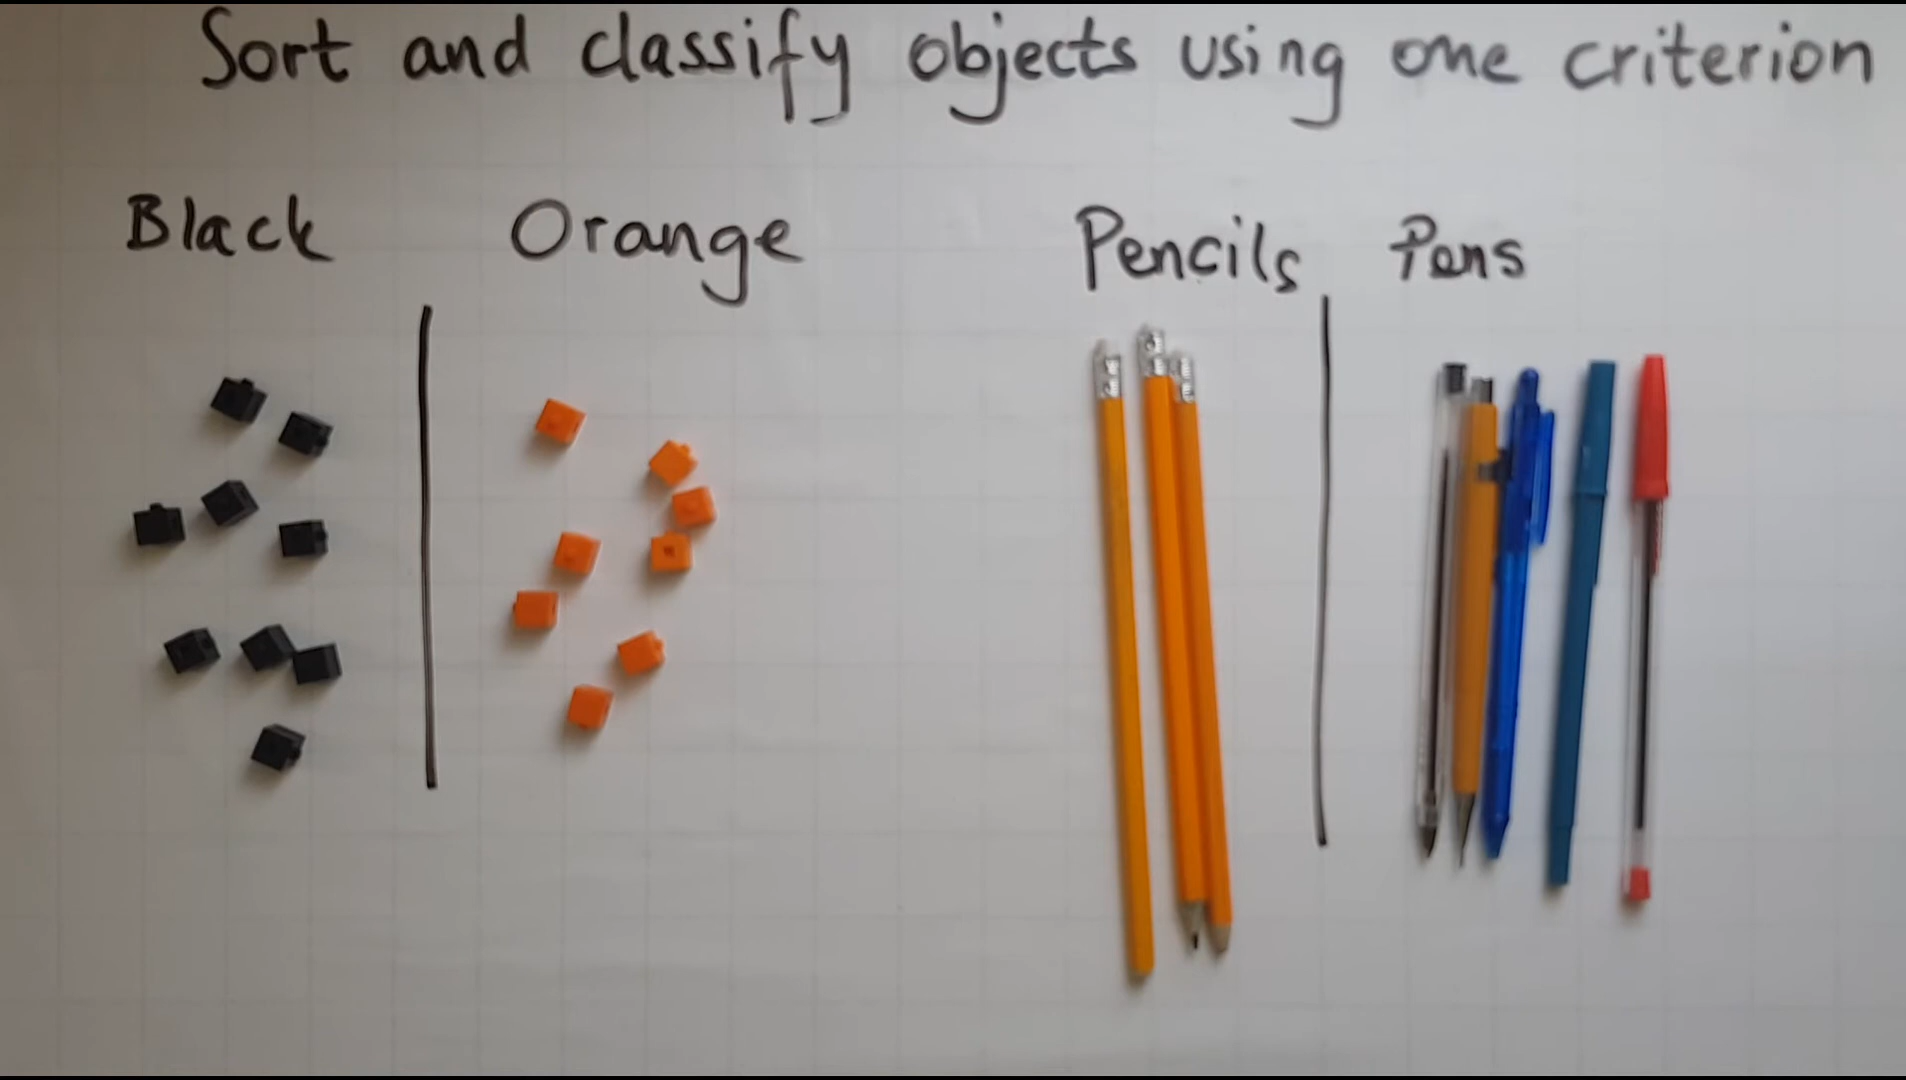 Sort and classify objects using one criterion
Black Orange Pencils Pens